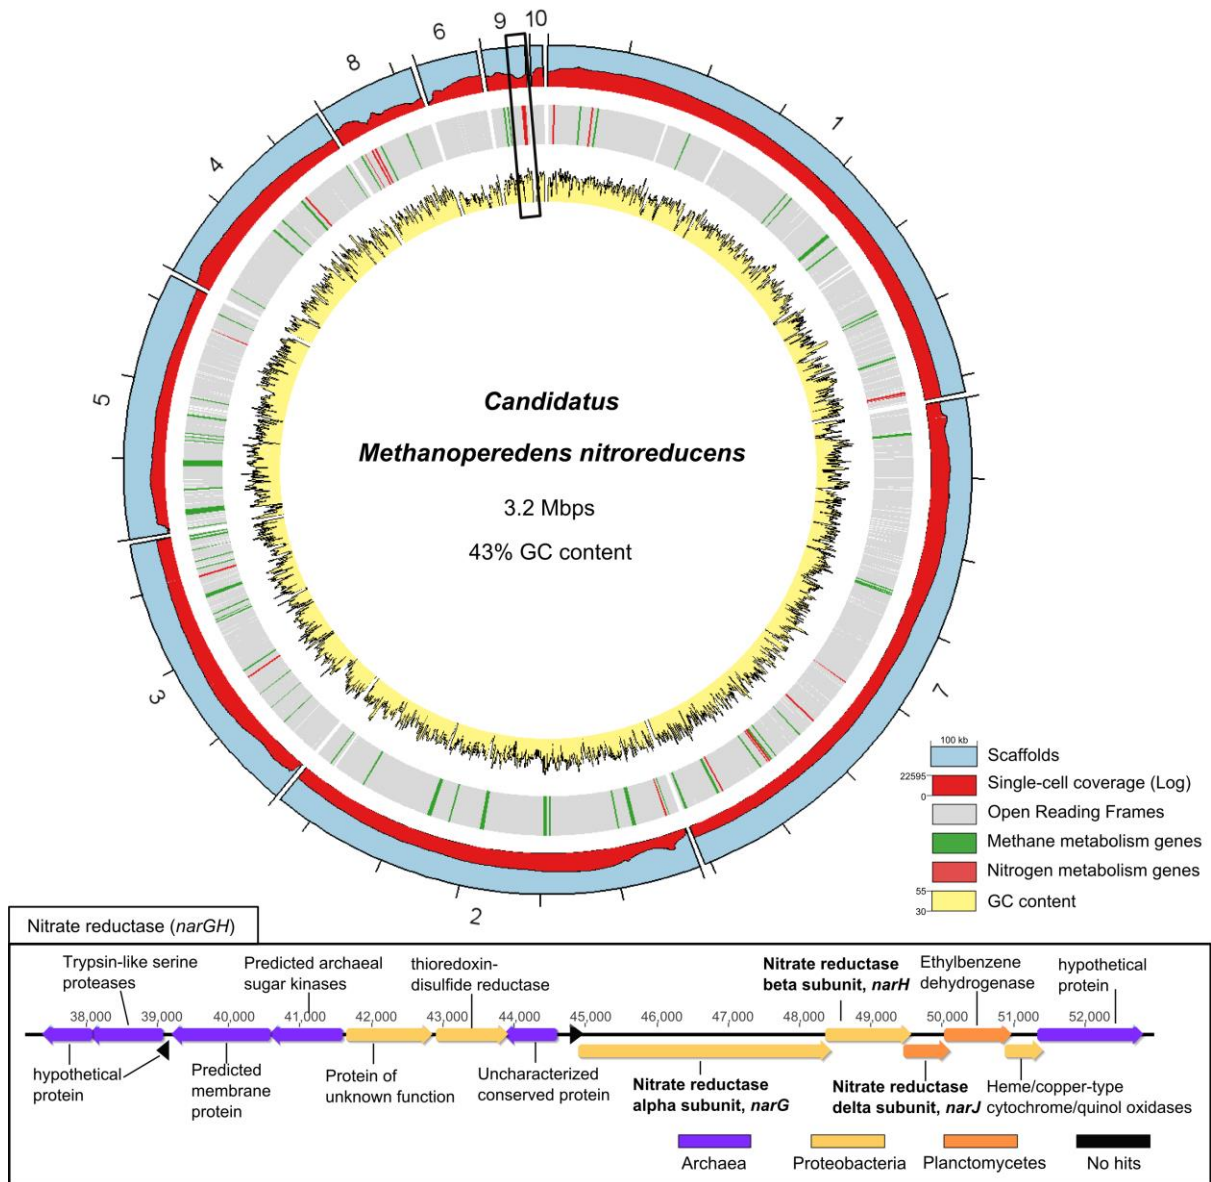 9 10
6
8
1
4
5
3
7
2
Candidatus
Methanoperedens nitroreducens
3.2 Mbps
43% GC content
100 kb
Scaffolds
22595
0
Single-cell coverage (Log)
Open Reading Frames
Methane metabolism genes
Nitrogen metabolism genes
55
30
GC content
Nitrate reductase (narGH)
Trypsin-like serine
proteases
Predicted archaeal
sugar kinases
thioredoxin-
disulfide reductase
Nitrate reductase
beta subunit, narH
Ethylbenzene
dehydrogenase
hypothetical
protein
38,000 39,000 40,000 41,000 42,000 43,000 44,000 45,000 46,000 47,000 48,000 49,000 50,000 51,000 52,000
hypothetical
protein
Predicted
membrane
protein
Protein of
unknown function
Uncharacterized
conserved protein
Nitrate reductase
alpha subunit, narG
Nitrate reductase
delta subunit, narJ
Heme/copper-type
cytochrome/quinol oxidases
Archaea
Proteobacteria
Planctomycetes
No hits